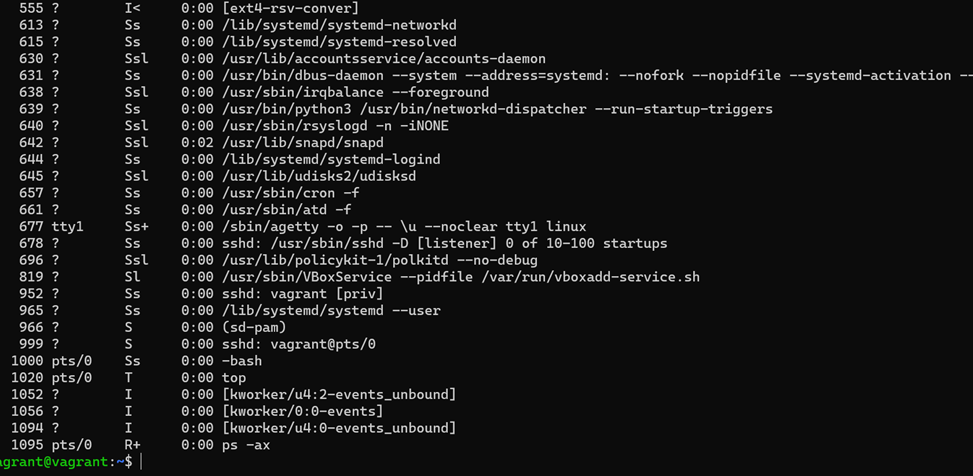 555 ? I< 0:00 [ext4-rsv-conver]
613 ? Ss 0:00 /lib/systemd/systemd-networkd
615 ? Ss 0:00 /lib/systemd/systemd-resolved
630 ? Ssl 0:00 /usr/lib/accountsservice/accounts-daemon
631 ? Ss 0:00 /usr/bin/dbus-daemon --system --address=systemd: --nofork --nopidfile --systemd-activation --
638 ? Ssl 0:00 /usr/sbin/irqbalance --foreground
639 ? Ss 0:00 /usr/bin/python3 /usr/bin/networkd-dispatcher --run-startup-triggers
640 ? Ssl 0:00 /usr/sbin/rsyslogd -n -iNONE
642 ? Ssl 0:02 /usr/lib/snapd/snapd
644 ? Ss 0:00 /lib/systemd/systemd-logind
645 ? Ssl 0:00 /usr/lib/udisks2/udisksd
657 ? Ss 0:00 /usr/sbin/cron -f
661 ? Ss 0:00 /usr/sbin/atd -f
677 tty1 Ss+ 0:00 /sbin/agetty -o -p -- \u --noclear tty1 linux
678 ? Ss 0:00 sshd: /usr/sbin/sshd -D [listener] 0 of 10-100 startups
696 ? Ssl 0:00 /usr/lib/policykit-1/polkitd --no-debug
819 ? Sl 0:00 /usr/sbin/VBoxService --pidfile /var/run/vboxadd-service.sh
952 ? Ss 0:00 sshd: vagrant [priv]
965 ? Ss 0:00 /lib/systemd/systemd --user
966 ? S 0:00 (sd-pam)
999 ? S 0:00 sshd: vagrant@pts/0
1000 pts/0 Ss 0:00 -bash
1020 pts/0 T 0:00 top
1052 ? I 0:00 [kworker/u4:2-events_unbound]
1056 ? I 0:00 [kworker/0:0-events]
1094 ? I 0:00 [kworker/u4:0-events_unbound]
1095 pts/0 R+ 0:00 ps -ax
agrant@vagrant:~$